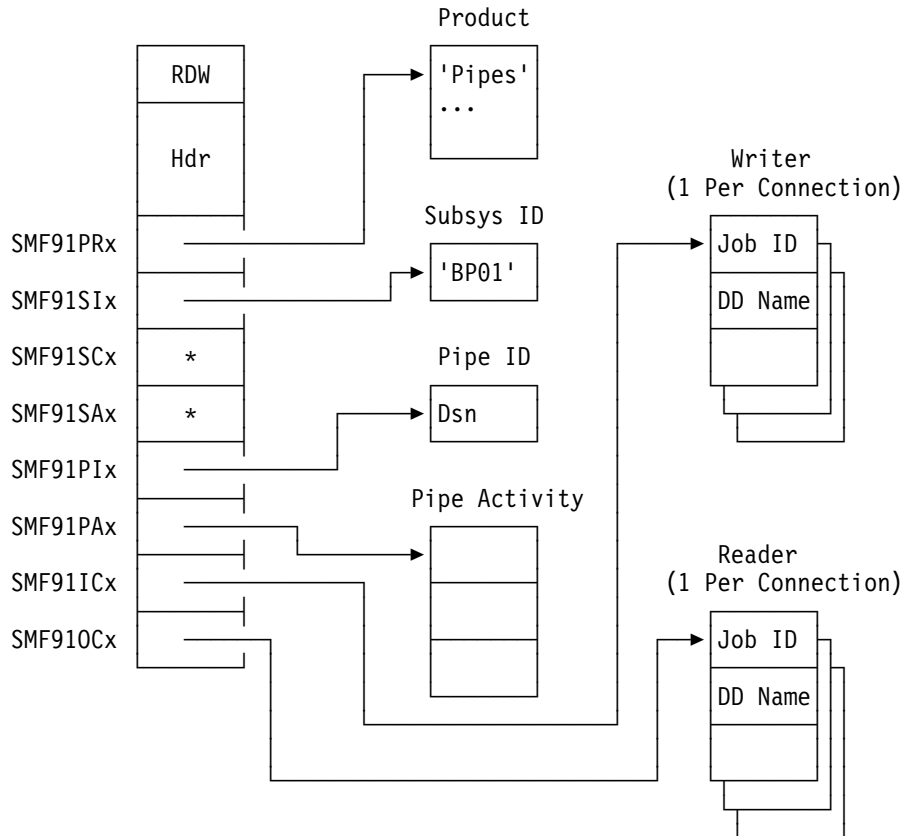 Product
RDW
'Pipes'
...
Hdr
Writer
(1 Per Connection)
Subsys ID
SMF91PRx
Job ID
'BP01'
SMF91SIx
DD Name
SMF91SCx
*
Pipe ID
SMF91SAx
*
Dsn
SMF91PIx
Pipe Activity
SMF91PAx
Reader
(1 Per Connection)
SMF91ICx
SMF91OCx
Job ID
DD Name